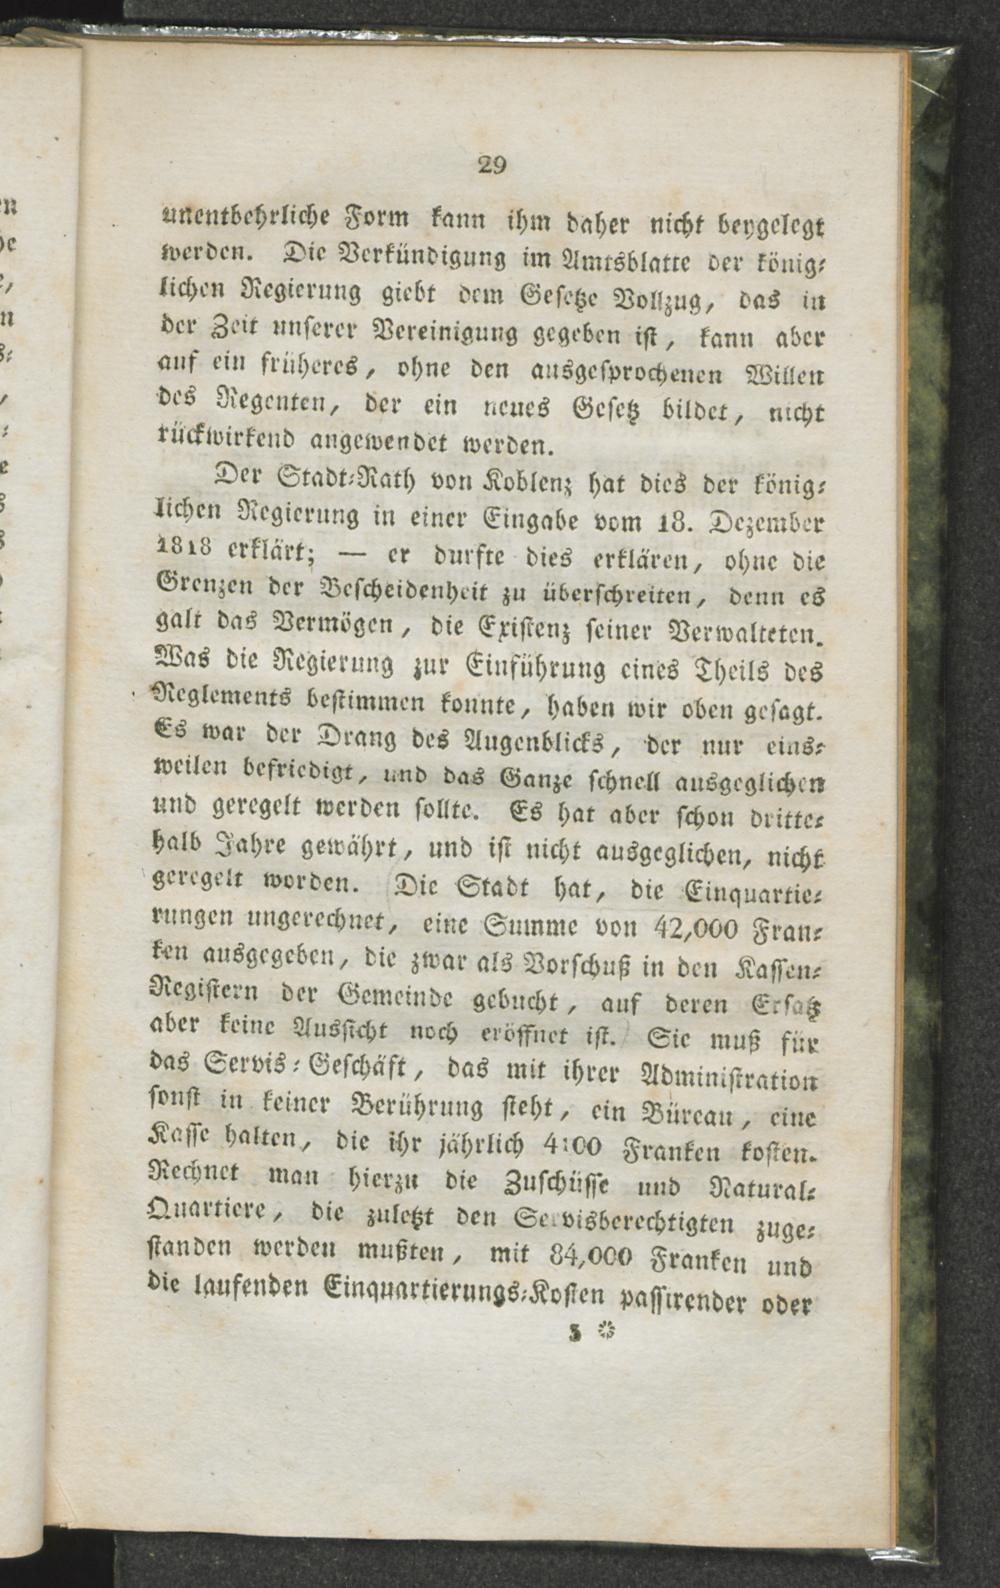 29
unentbehrliche Form kann ihm daher nicht beygelegt
werden. Die Verkündigung im Amtsblatte der könig-
lichen Regierung giebt dem Gesetze Vollzug, das in
der Zeit unserer Vereinigung gegeben ist, kann aber
auf ein früheres, ohne den ausgesprochenen Willen
des Regenten, der ein neues Gesetz bildet, nicht
rückwirkend angewendet werden.
Der Stadt-Rath von Koblenz hat dies der könig-
lichen Regierung in einer Eingabe vom 18. Dezember
1818 erklärt; — er durfte dies erklären, ohne die
Grenzen der Bescheidenheit zu überschreiten, denn es
galt das Vermögen, die Existenz seiner Verwalteten.
Was die Regierung zur Einführung eines Theils des
Reglements bestimmen konnte, haben wir oben gesagt.
Es war der Drang des Augenblicks, der nur eins-
weilen befriedigt, und das Ganze schnell ausgeglichen
und geregelt werden sollte. Es hat aber schon dritte-
halb Jahre gewährt, und ist nicht ausgeglichen, nicht
geregelt worden. Die Stadt hat, die Einquartie-
rungen ungerechnet, eine Summe von 42,000 Fran-
ken ausgegeben, die zwar als Vorschuß in den Kassen-
Registern der Gemeinde gebucht, auf deren Ersatz
aber keine Aussicht noch eröffnet ist. Sie muß für
das Servis-Geschäft, das mit ihrer Administration
sonst in keiner Berührung steht, ein Büreau, eine
Kasse halten, die ihr jährlich Franken kosten.
Rechnet man hierzu die Zuschüsse und Natural-
Quartiere, die zuletzt den Servisberechtigten zuge-
standen werden mußten, mit 84,000 Franken und
die laufenden Einquartierungs-Kosten passirender oder
3 *